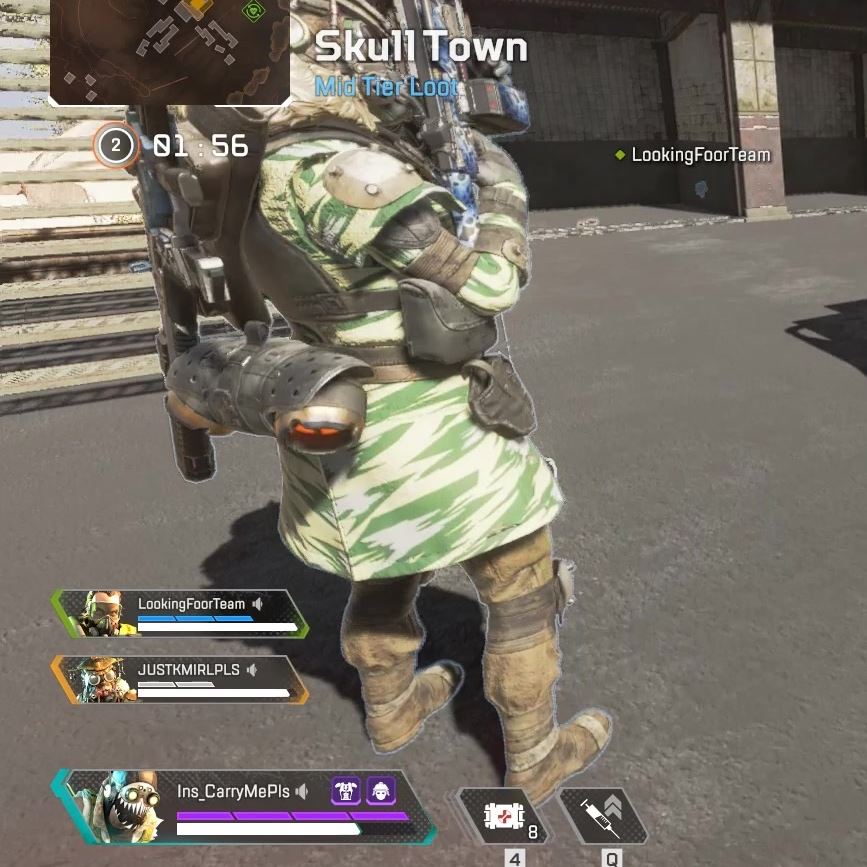 Skull Town
Mid Tier Loot
2 01:56
LookingFoorTeam
LookingFoorTeam
JUSTKMIRLPLS
Ins_CarryMePls
8
4 Q